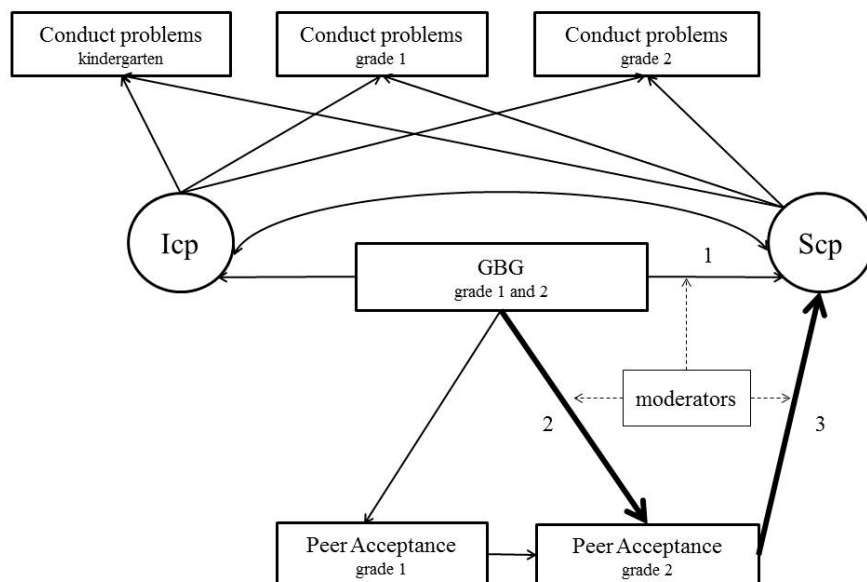 Conduct problems
kindergarten
Conduct problems
grade 1
Conduct problems
grade 2
Icp
Scp
GBG
grade 1 and 2
1
moderators
2
3
Peer Acceptance
grade 1
Peer Acceptance
grade 2